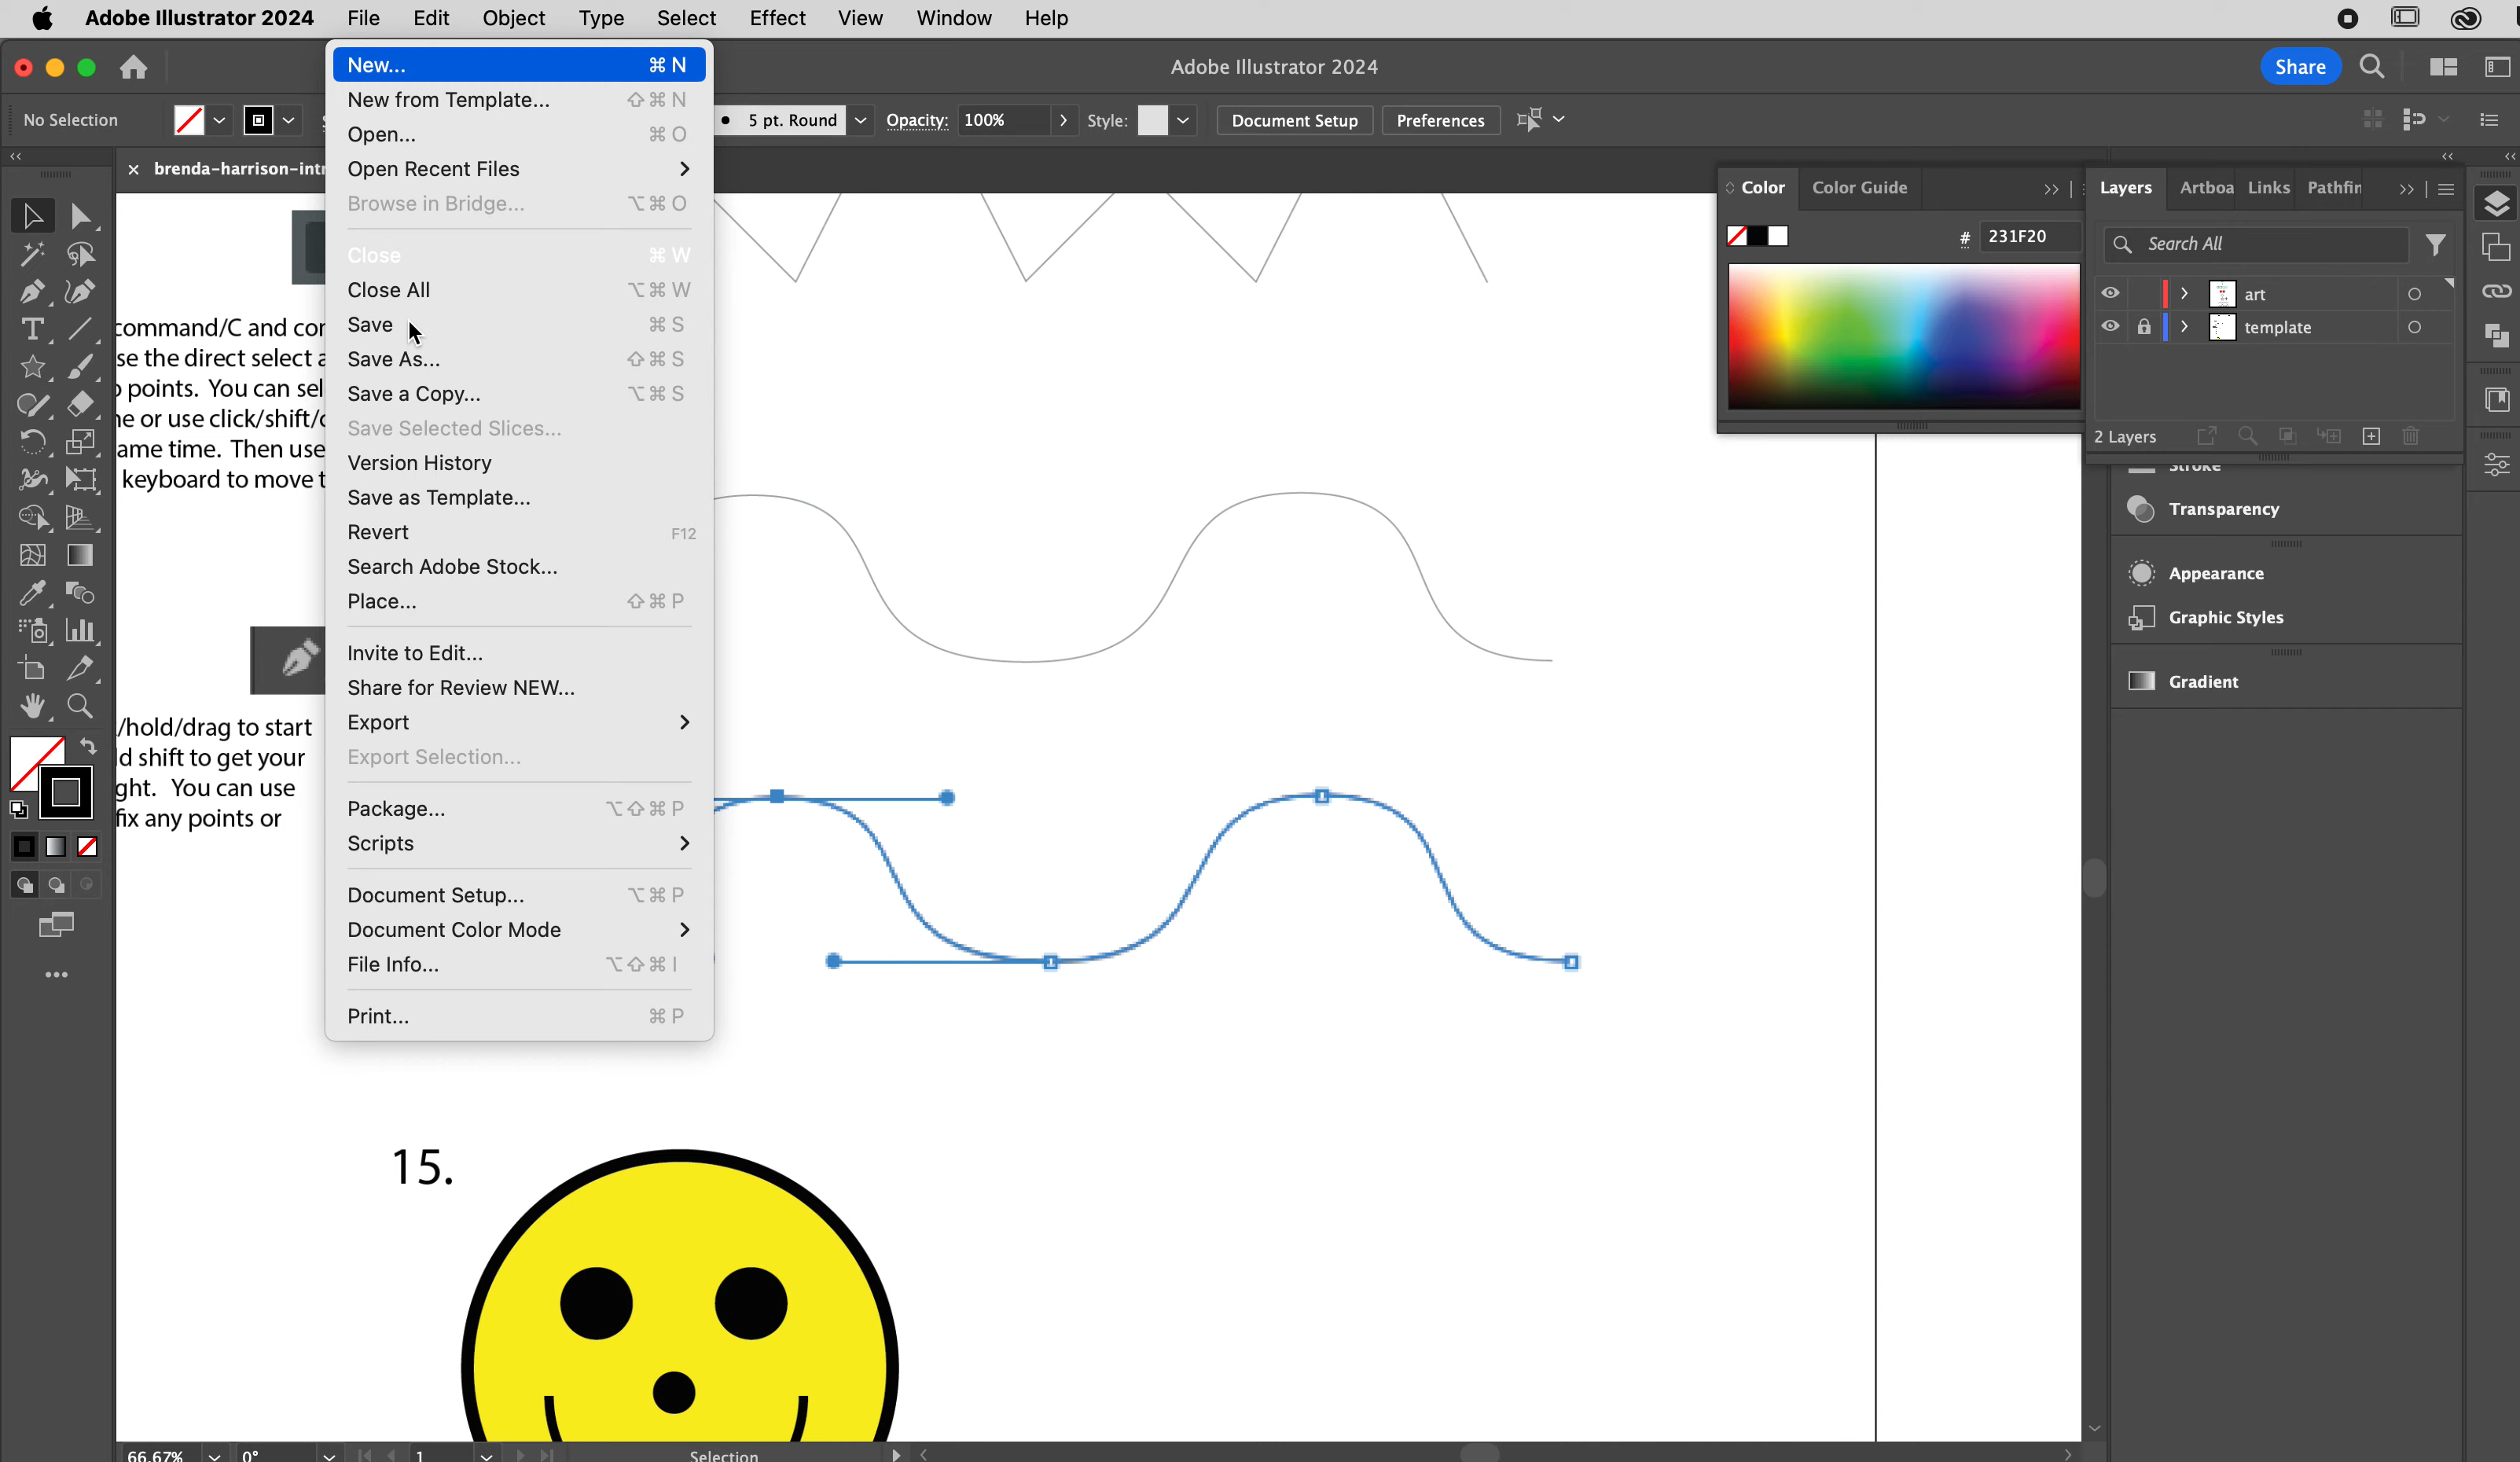 Adobe Illustrator 2024 File Edit Object Type Select Effect View Window Help
Adobe Illustrator 2024
Share
No Selection
5 pt. Round
Opacity: 100%
Style:
Document Setup
Preferences
brenda-harrison-intr
New... ⌘ N
New from Template... ⇧ ⌘ N
Open... ⌘ O
Open Recent Files
Browse in Bridge... ⌥ ⌘ O
Close ⌘ W
Close All ⌥ ⌘ W
Save ⌘ S
Save As... ⇧ ⌘ S
Save a Copy... ⌥ ⌘ S
Save Selected Slices...
Version History
Save as Template...
Revert F12
Search Adobe Stock...
Place... ⇧ ⌘ P
Invite to Edit...
Share for Review NEW...
Export
Export Selection...
Package... ⌥ ⇧ ⌘ P
Scripts
Document Setup... ⌥ ⌘ P
Document Color Mode
File Info... ⌥ ⇧ ⌘ I
Print... ⌘ P
command/C and cor
se the direct select a
points. You can sel
ne or use click/shift/c
ame time. Then use
keyboard to move t
/hold/drag to start
ld shift to get your
ght. You can use
fix any points or
15.
Color
Color Guide
# 231F20
Layers
Artboa
Links
Pathfin
Search All
art
template
2 Layers
Stroke
Transparency
Appearance
Graphic Styles
Gradient
66.67%
0°
1
Selection